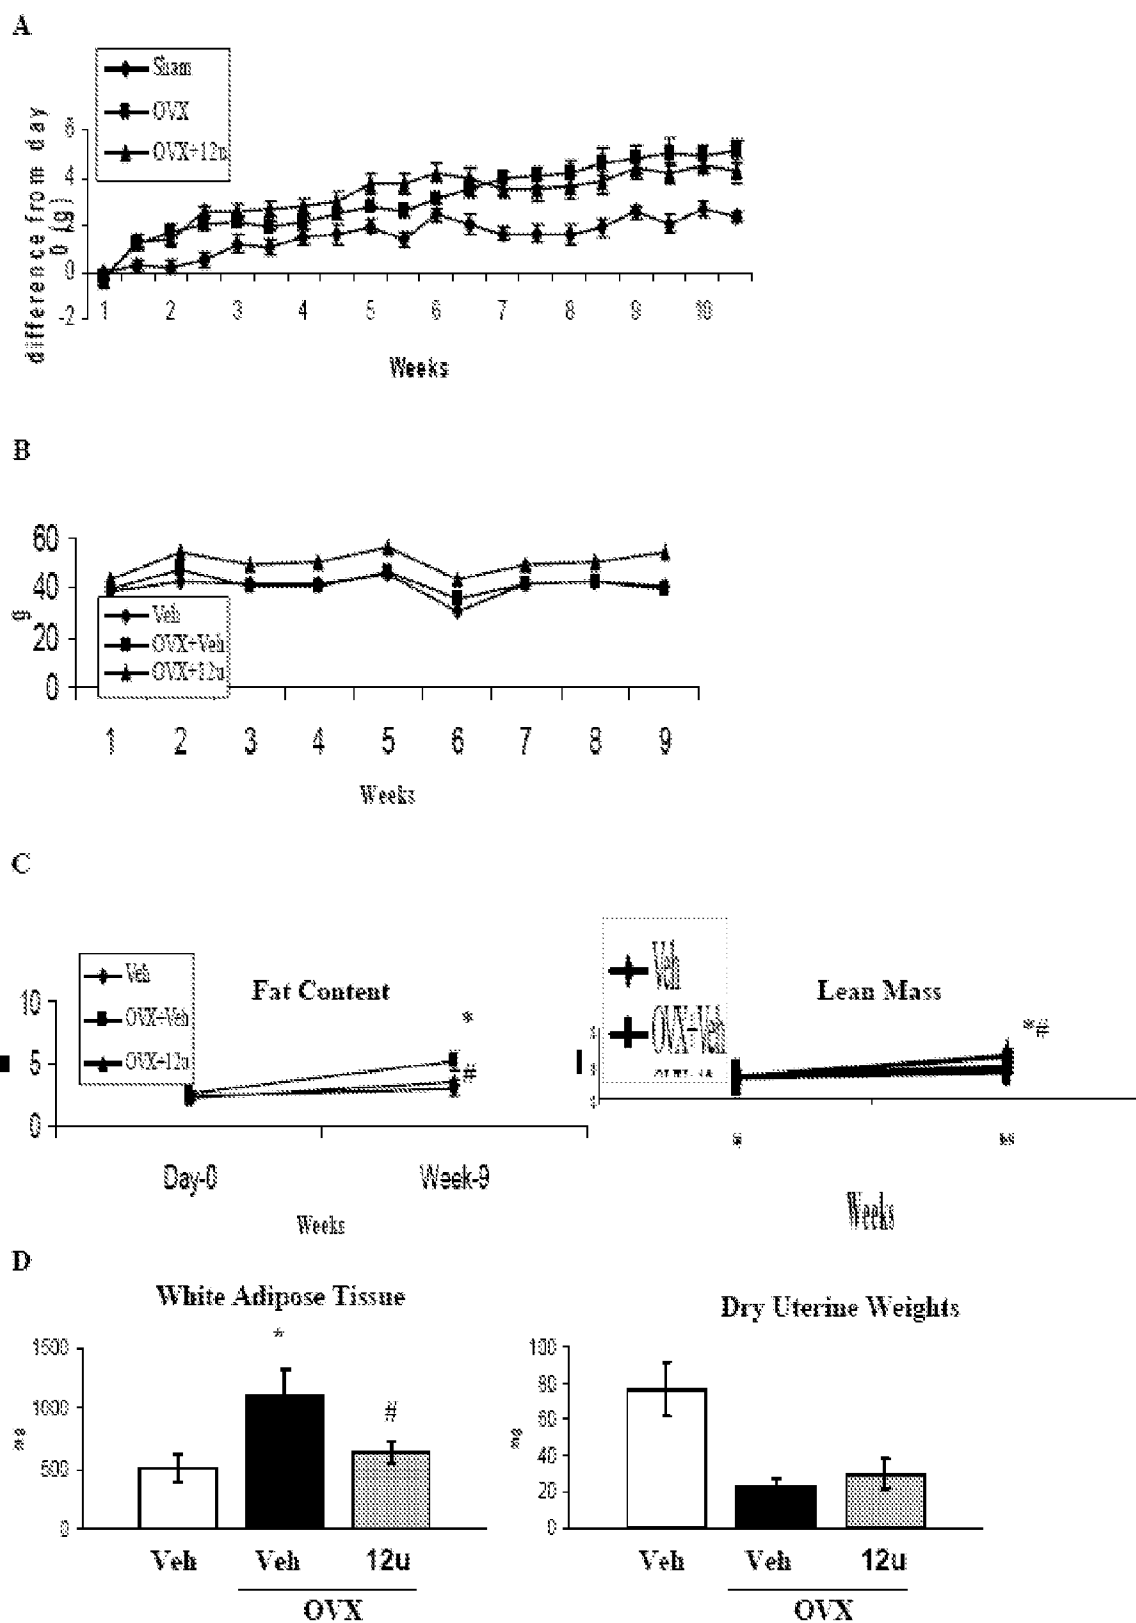 A
Sham
OVX
OVX+12u
difference from day
0 (g)
6
4
2
0
-2
1 2 3 4 5 6 7 8 9 10
Weeks
B
60
40
20
0
g
Veh
OVX+Veh
OVX+12u
1 2 3 4 5 6 7 8 9
Weeks
C
Veh
OVX+Veh
OVX+12u
Fat Content
10
5
0
*
#
Day-0 Week-9
Weeks
Veh
OVX+Veh
Lean Mass
*#
Weeks
D
White Adipose Tissue
1500
1000
500
0
mg
*
#
Veh Veh 12u
OVX
Dry Uterine Weights
100
80
60
40
20
0
mg
Veh Veh 12u
OVX